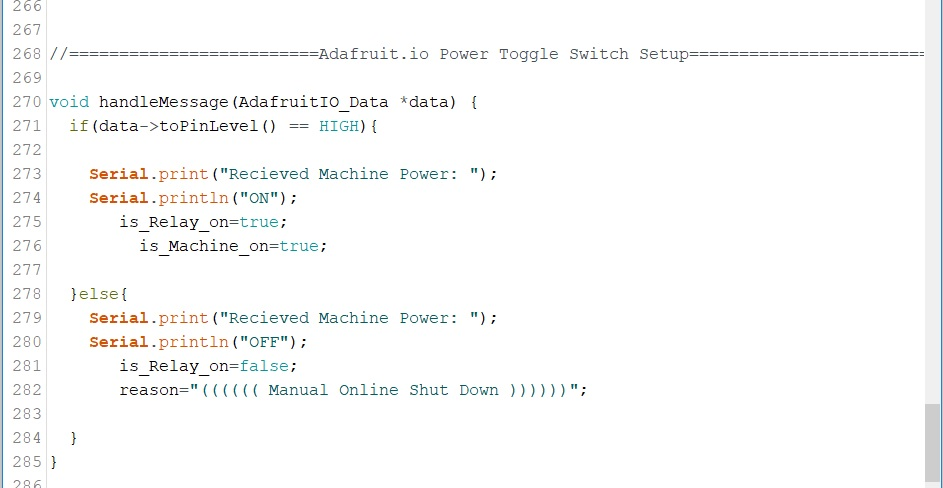 266
267
268 //=========================Adafruit.io Power Toggle Switch Setup========================
269
270 void handleMessage(AdafruitIO_Data *data) {
271 if(data->toPinLevel() == HIGH){
272
273 Serial.print("Recieved Machine Power: ");
274 Serial.println("ON");
275 is_Relay_on=true;
276 is_Machine_on=true;
277
278 }else{
279 Serial.print("Recieved Machine Power: ");
280 Serial.println("OFF");
281 is_Relay_on=false;
282 reason="(((((( Manual Online Shut Down ))))))";
283
284 }
285 }
286